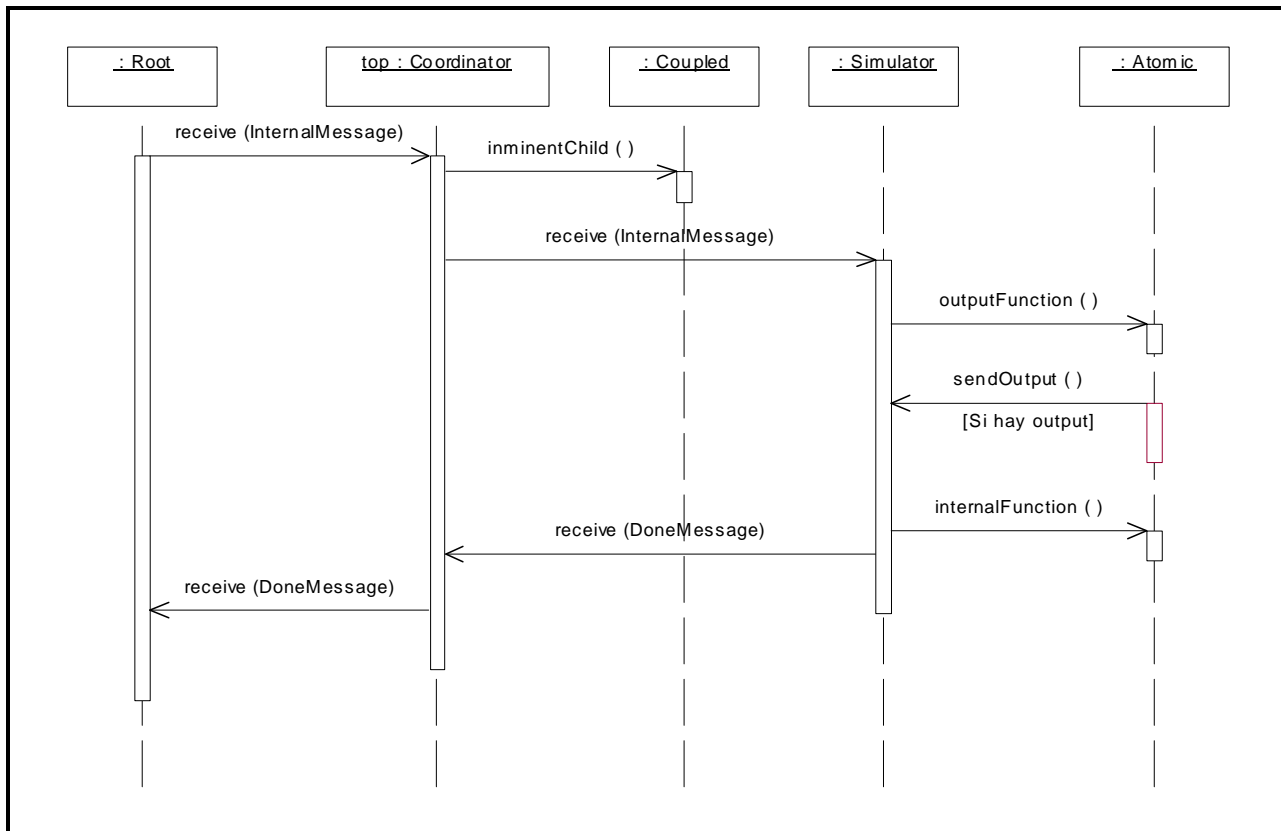 : Root
top : Coordinator
: Coupled
: Simulator
: Atomic
receive (InternalMessage)
inminentChild ( )
receive (InternalMessage)
outputFunction ( )
sendOutput ( )
[Si hay output]
internalFunction ( )
receive (DoneMessage)
receive (DoneMessage)